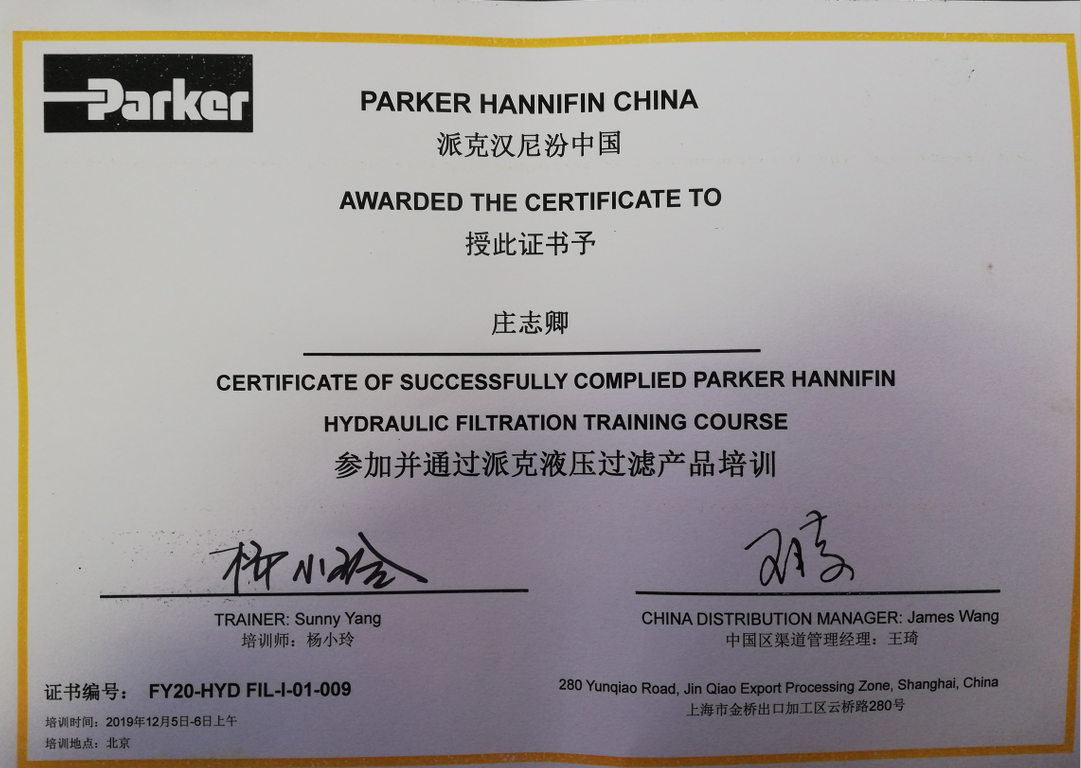 Parker
PARKER HANNIFIN CHINA
派克汉尼汾中国
AWARDED THE CERTIFICATE TO
授此证书予
庄志卿
CERTIFICATE OF SUCCESSFULLY COMPLIED PARKER HANNIFIN
HYDRAULIC FILTRATION TRAINING COURSE
参加并通过派克液压过滤产品培训
杨小玲
王琦
TRAINER: Sunny Yang
培训师：杨小玲
CHINA DISTRIBUTION MANAGER: James Wang
中国区渠道管理经理：王琦
证书编号： FY20-HYD FIL-I-01-009
培训时间：2019年12月5日-6日上午
培训地点：北京
280 Yunqiao Road, Jin Qiao Export Processing Zone, Shanghai, China
上海市金桥出口加工区云桥路280号